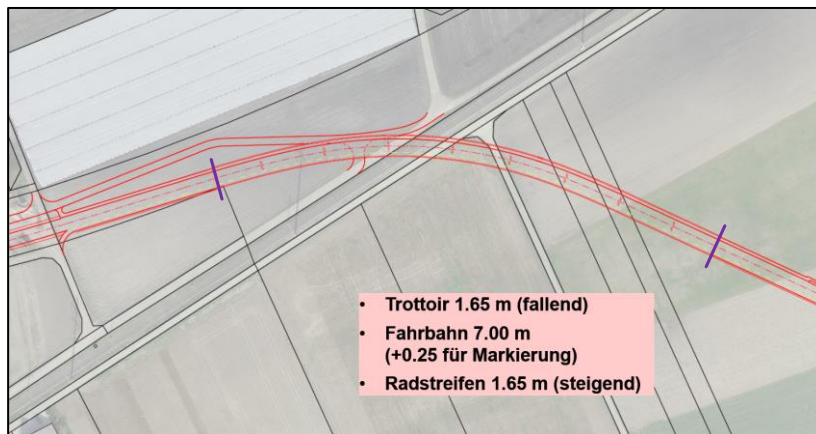 • Trottoir 1.65 m (fallend)
• Fahrbahn 7.00 m
(+0.25 für Markierung)
• Radstreifen 1.65 m (steigend)